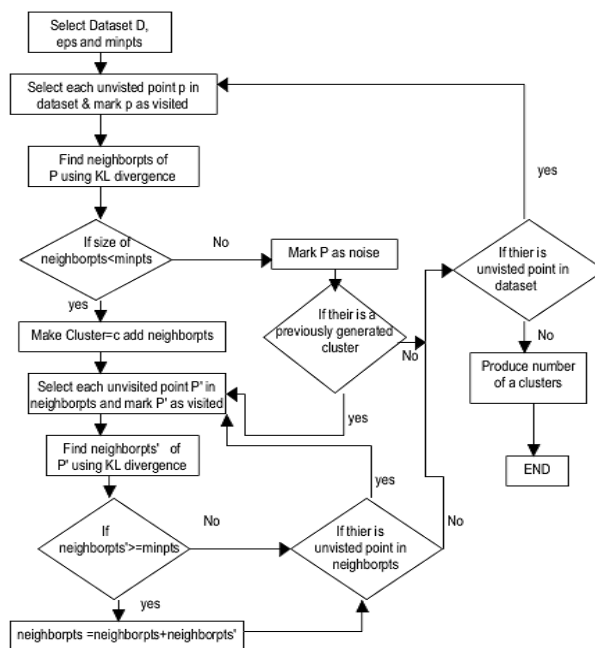 Select Dataset D,
eps and minpts
Select each unvisted point p in
dataset & mark p as visited
Find neighborpts of
P using KL divergence
If size of
neighborpts<minpts
No
yes
Mark P as noise
If their is a
previously generated
cluster
No
yes
Make Cluster=c add neighborpts
Select each unvisited point P' in
neighborpts and mark P' as visited
Find neighborpts' of
P' using KL divergence
If
neighborpts'>=minpts
No
yes
neighborpts =neighborpts+neighborpts'
If thier is
unvisted point in
neighborpts
yes
No
If thier is
unvisted point in
dataset
yes
No
Produce number
of a clusters
END